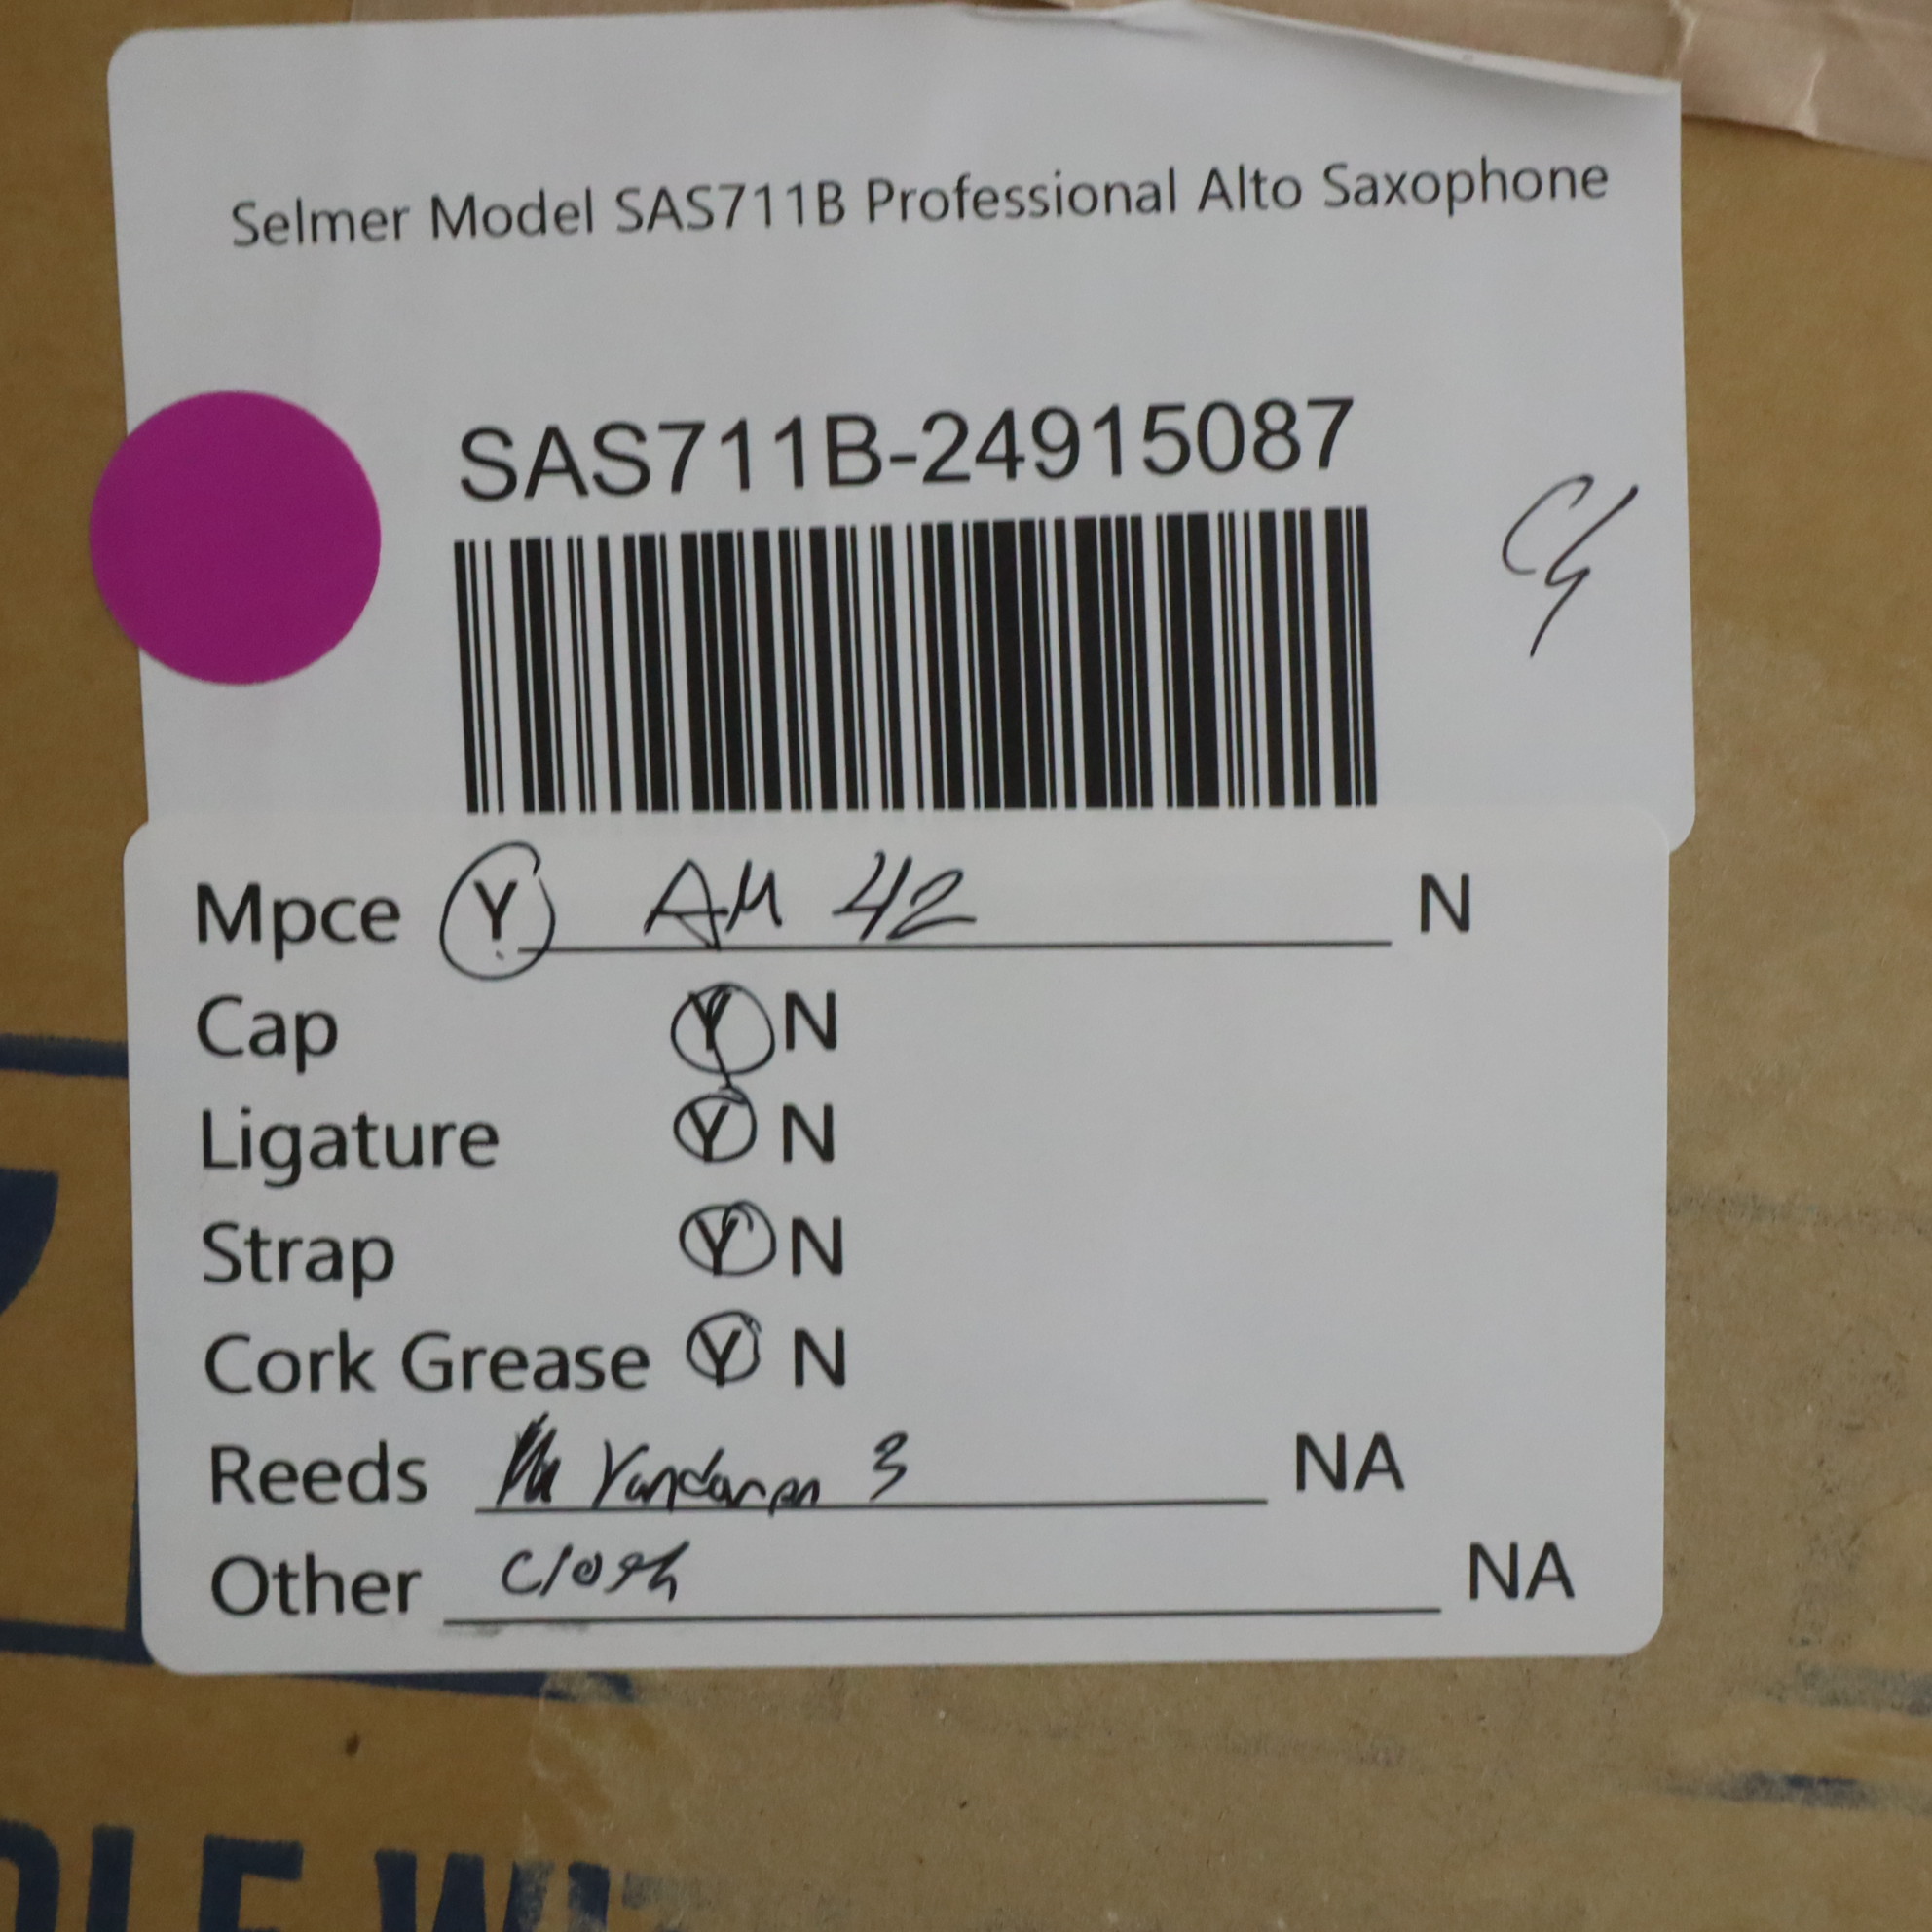 Selmer Model SAS711B Professional Alto Saxophone
SAS711B-24915087
Mpce Y AM 42 N
Cap Y N
Ligature Y N
Strap Y N
Cork Grease Y N
Reeds Vandoren 3 NA
Other Cloth NA